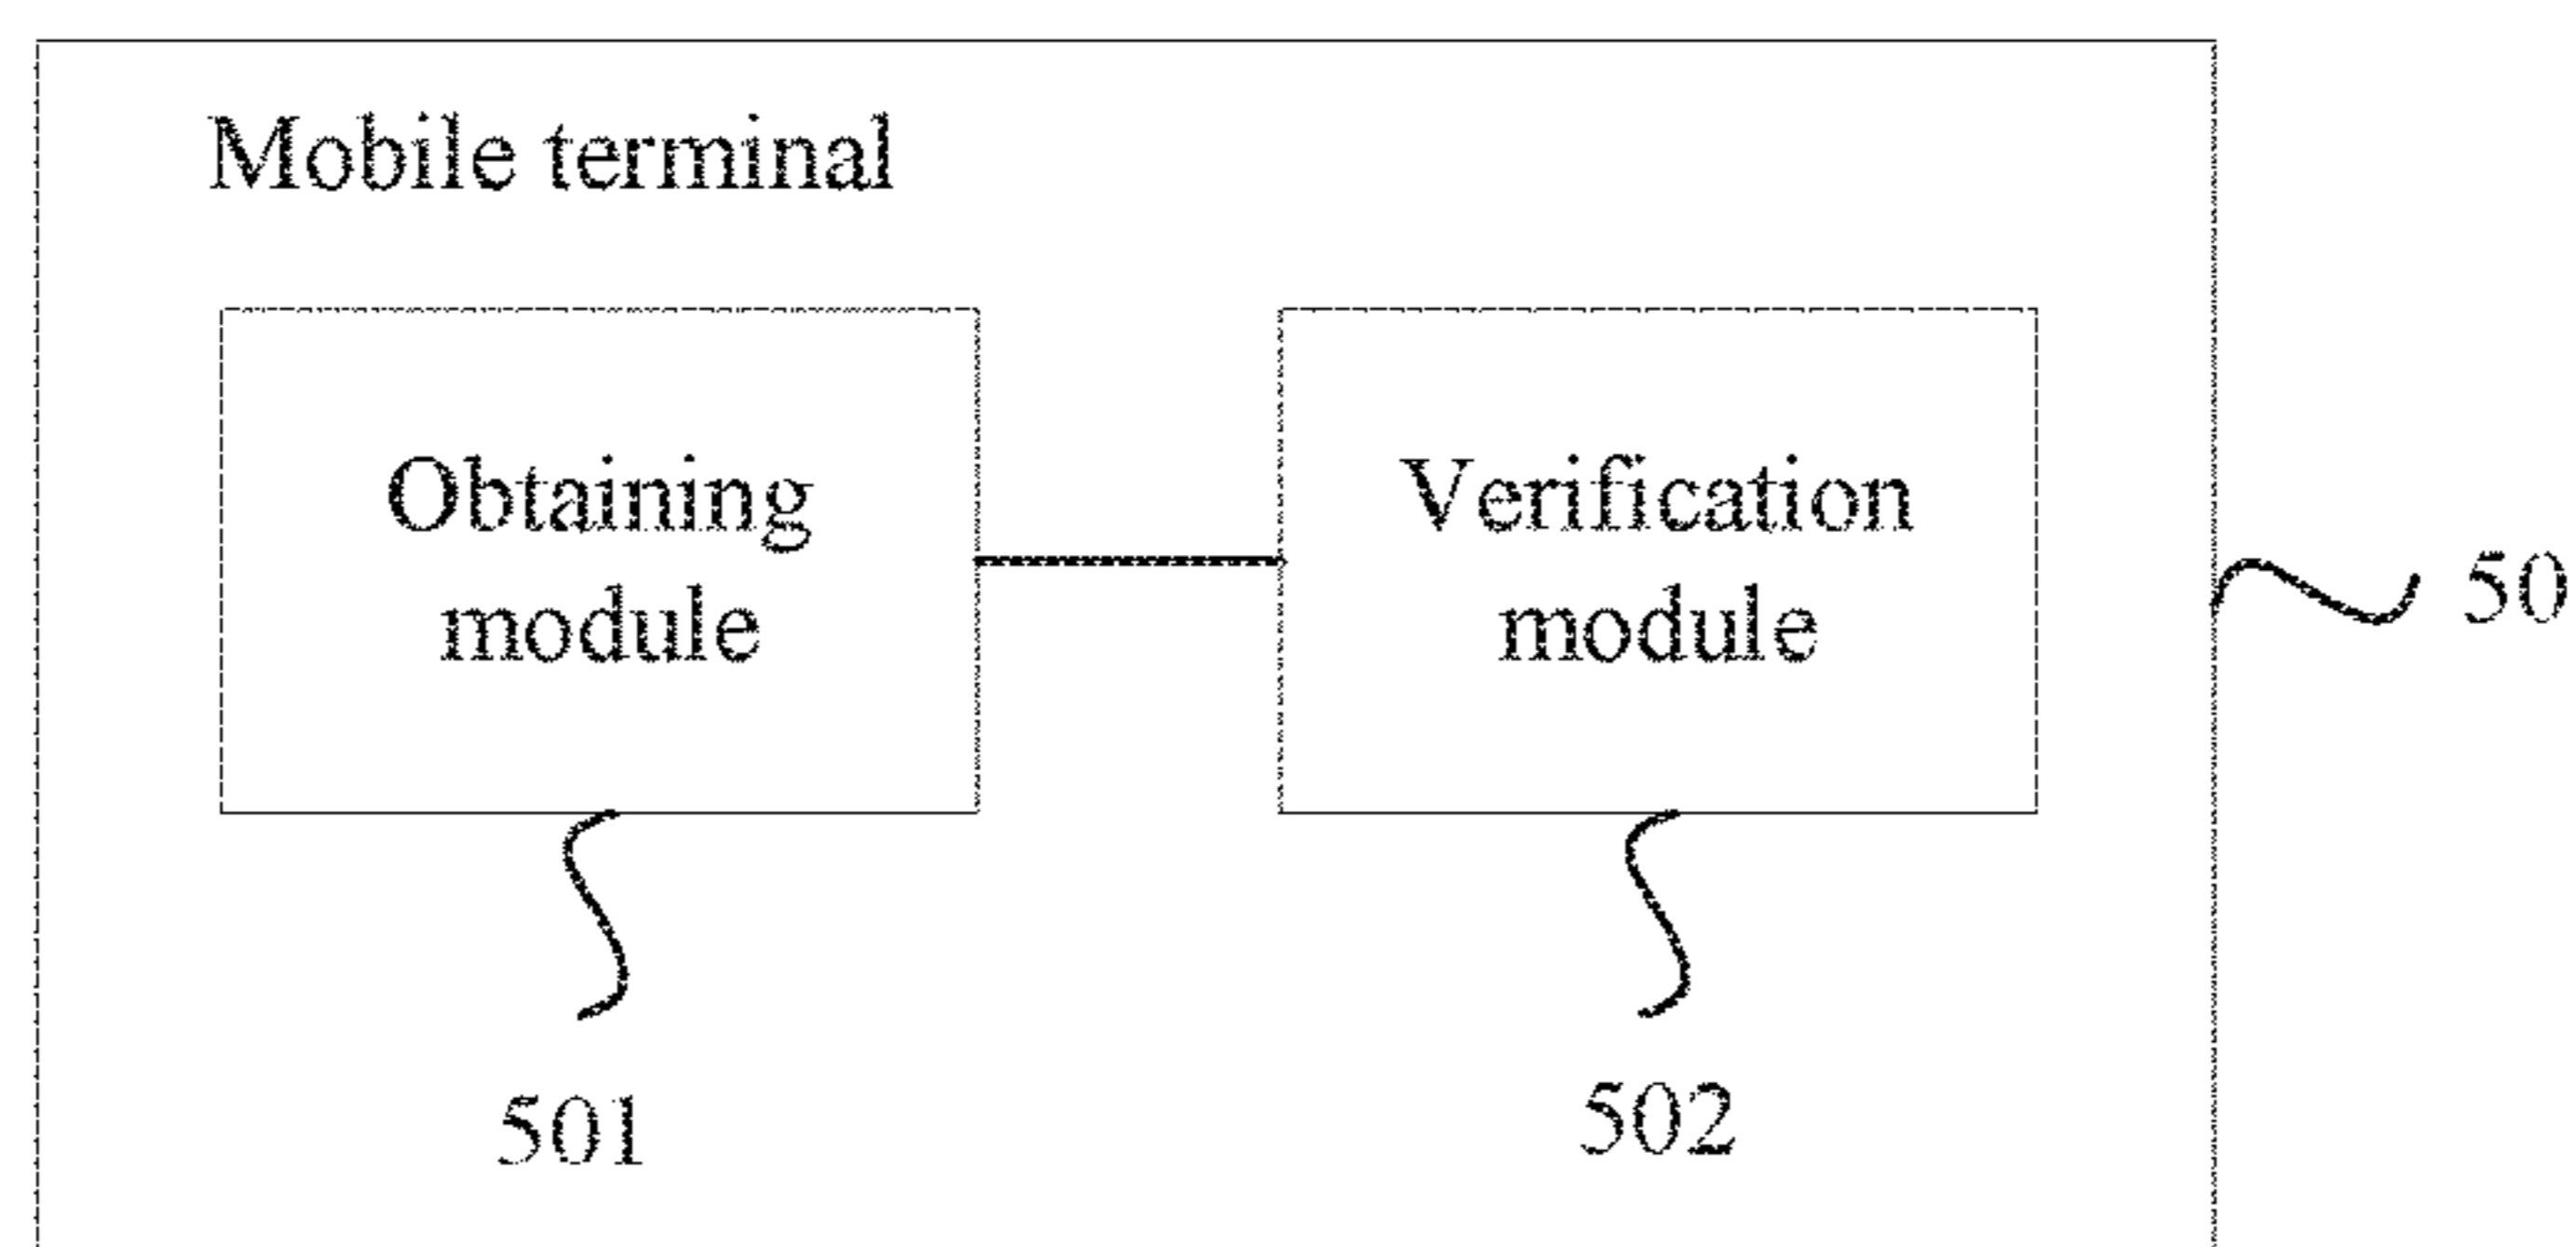 Mobile terminal
Obtaining
module
Verification
module
50
501
502